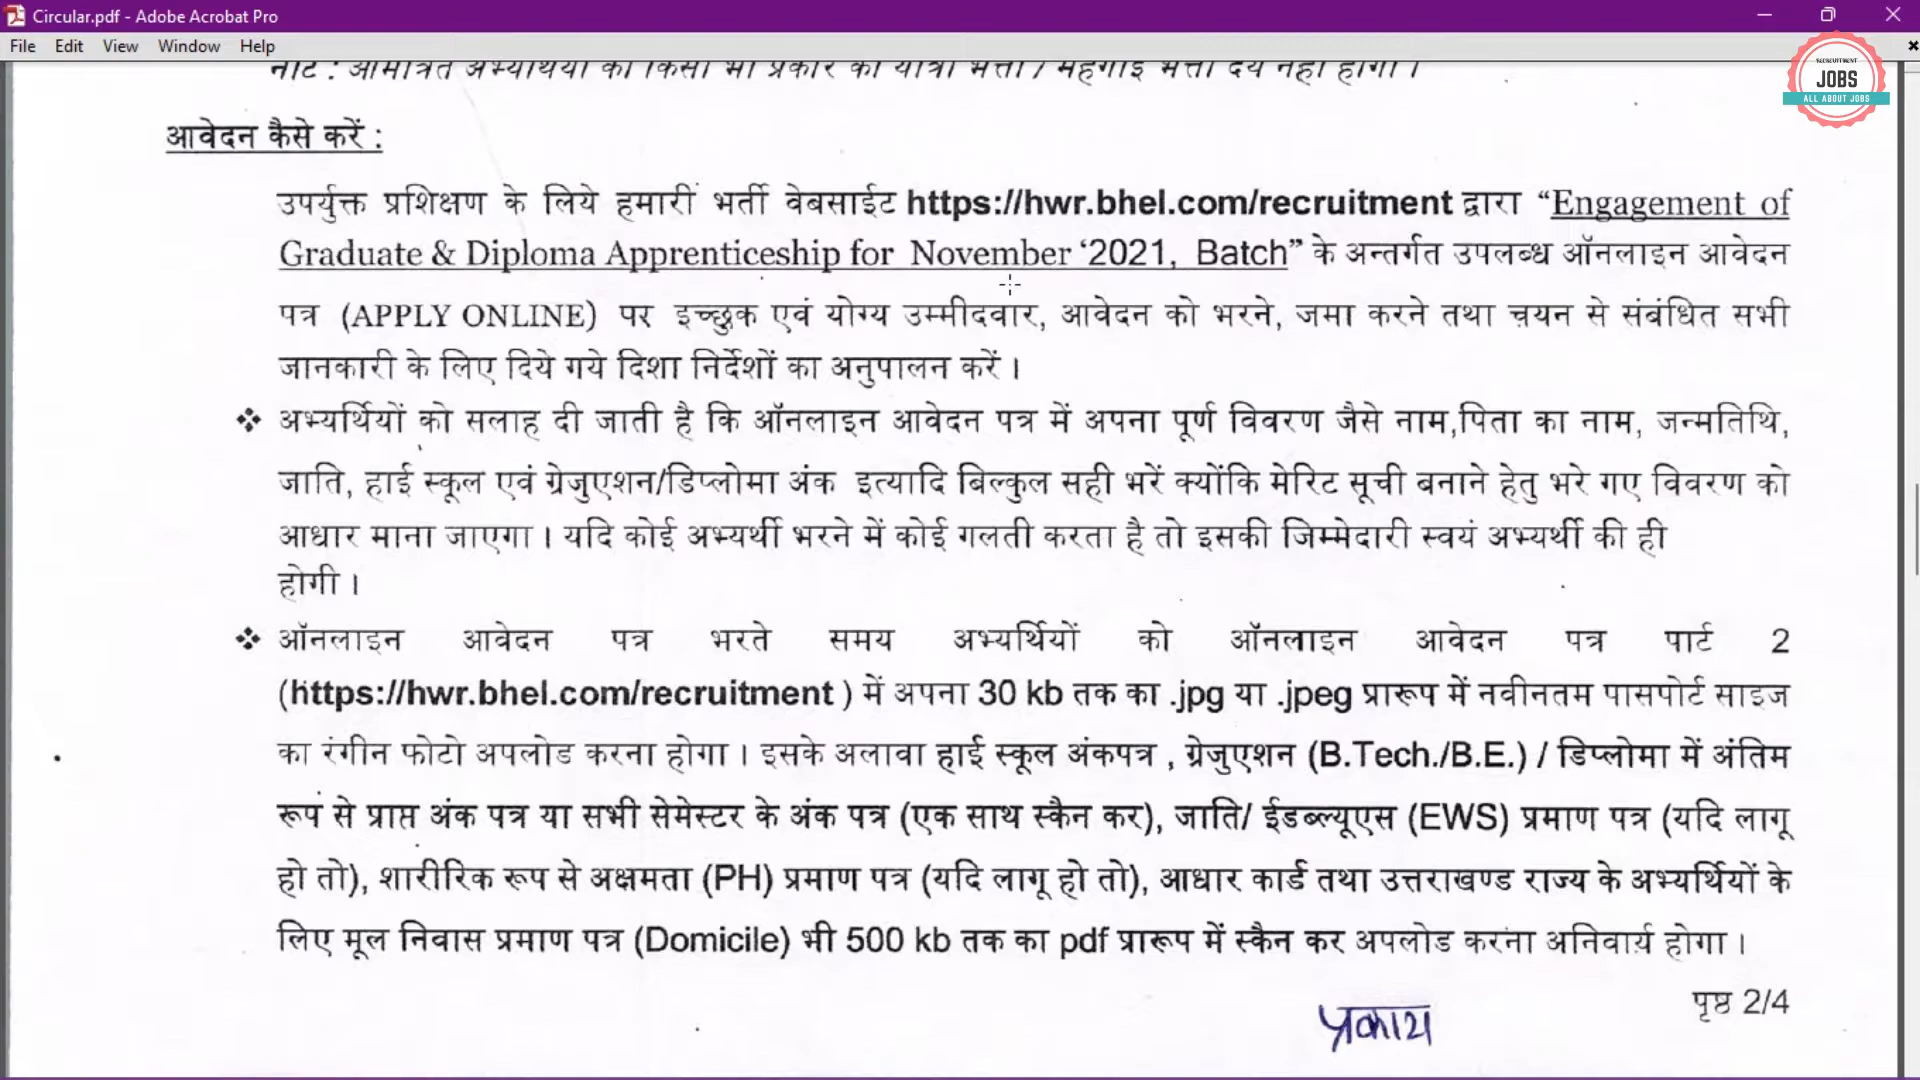 Circular.pdf - Adobe Acrobat Pro
File Edit View Window Help
RECRUITMENT
JOBS
ALL ABOUT JOBS
नोट : आमंत्रित अभ्यर्थियों को किसी भी प्रकार का यात्रा भत्ता / महंगाई भत्ता देय नहीं होगा ।
आवेदन कैसे करें :
उपर्युक्त प्रशिक्षण के लिये हमारी भर्ती वेबसाईट https://hwr.bhel.com/recruitment द्वारा “Engagement of
Graduate & Diploma Apprenticeship for November ‘2021, Batch” के अन्तर्गत उपलब्ध ऑनलाइन आवेदन
पत्र (APPLY ONLINE) पर इच्छुक एवं योग्य उम्मीदवार, आवेदन को भरने, जमा करने तथा चयन से संबंधित सभी
जानकारी के लिए दिये गये दिशा निर्देशों का अनुपालन करें ।
❖ अभ्यर्थियों को सलाह दी जाती है कि ऑनलाइन आवेदन पत्र में अपना पूर्ण विवरण जैसे नाम,पिता का नाम, जन्मतिथि,
जाति, हाई स्कूल एवं ग्रेजुएशन/डिप्लोमा अंक इत्यादि बिल्कुल सही भरें क्योंकि मेरिट सूची बनाने हेतु भरे गए विवरण को
आधार माना जाएगा । यदि कोई अभ्यर्थी भरने में कोई गलती करता है तो इसकी जिम्मेदारी स्वयं अभ्यर्थी की ही
होगी ।
❖ ऑनलाइन आवेदन पत्र भरते समय अभ्यर्थियों को ऑनलाइन आवेदन पत्र पार्ट 2
(https://hwr.bhel.com/recruitment ) में अपना 30 kb तक का .jpg या .jpeg प्रारूप में नवीनतम पासपोर्ट साइज
का रंगीन फोटो अपलोड करना होगा । इसके अलावा हाई स्कूल अंकपत्र , ग्रेजुएशन (B.Tech./B.E.) / डिप्लोमा में अंतिम
रूप से प्राप्त अंक पत्र या सभी सेमेस्टर के अंक पत्र (एक साथ स्कैन कर), जाति/ ईडब्ल्यूएस (EWS) प्रमाण पत्र (यदि लागू
हो तो), शारीरिक रूप से अक्षमता (PH) प्रमाण पत्र (यदि लागू हो तो), आधार कार्ड तथा उत्तराखण्ड राज्य के अभ्यर्थियों के
लिए मूल निवास प्रमाण पत्र (Domicile) भी 500 kb तक का pdf प्रारूप में स्कैन कर अपलोड करना अनिवार्य होगा ।
पृष्ठ 2/4